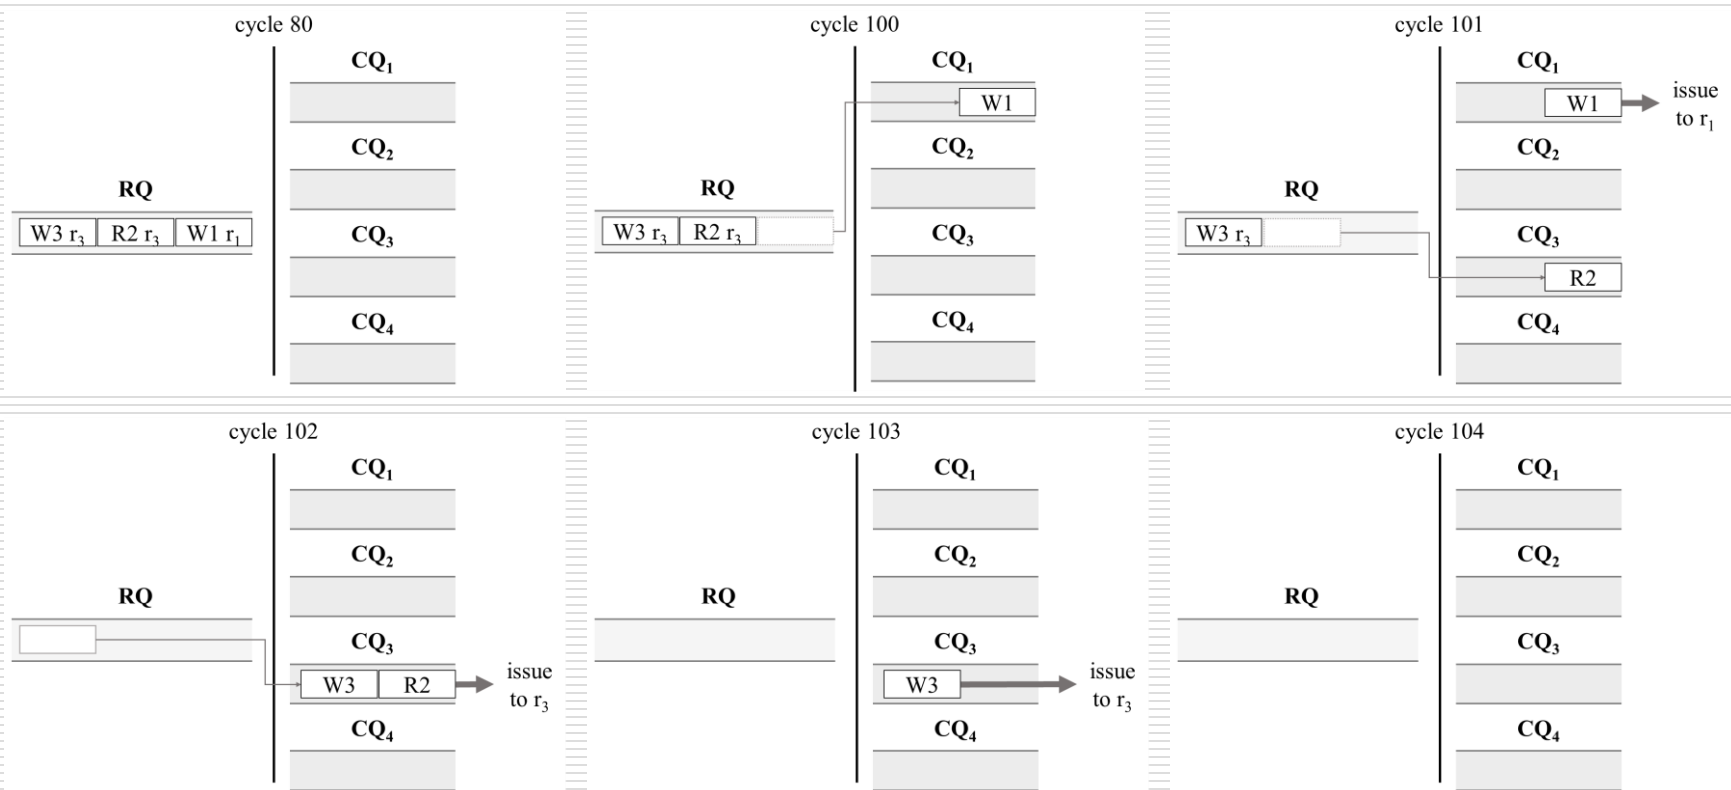 cycle 80
CQ₁
CQ₂
RQ
W3 r₃ R2 r₃ W1 r₁
CQ₃
CQ₄
cycle 100
CQ₁
W1
CQ₂
RQ
W3 r₃ R2 r₃
CQ₃
CQ₄
cycle 101
CQ₁
W1
issue
to r₁
CQ₂
RQ
W3 r₃
CQ₃
R2
CQ₄
cycle 102
CQ₁
CQ₂
RQ
CQ₃
W3 R2
issue
to r₃
CQ₄
cycle 103
CQ₁
CQ₂
RQ
CQ₃
W3
issue
to r₃
CQ₄
cycle 104
CQ₁
CQ₂
RQ
CQ₃
CQ₄